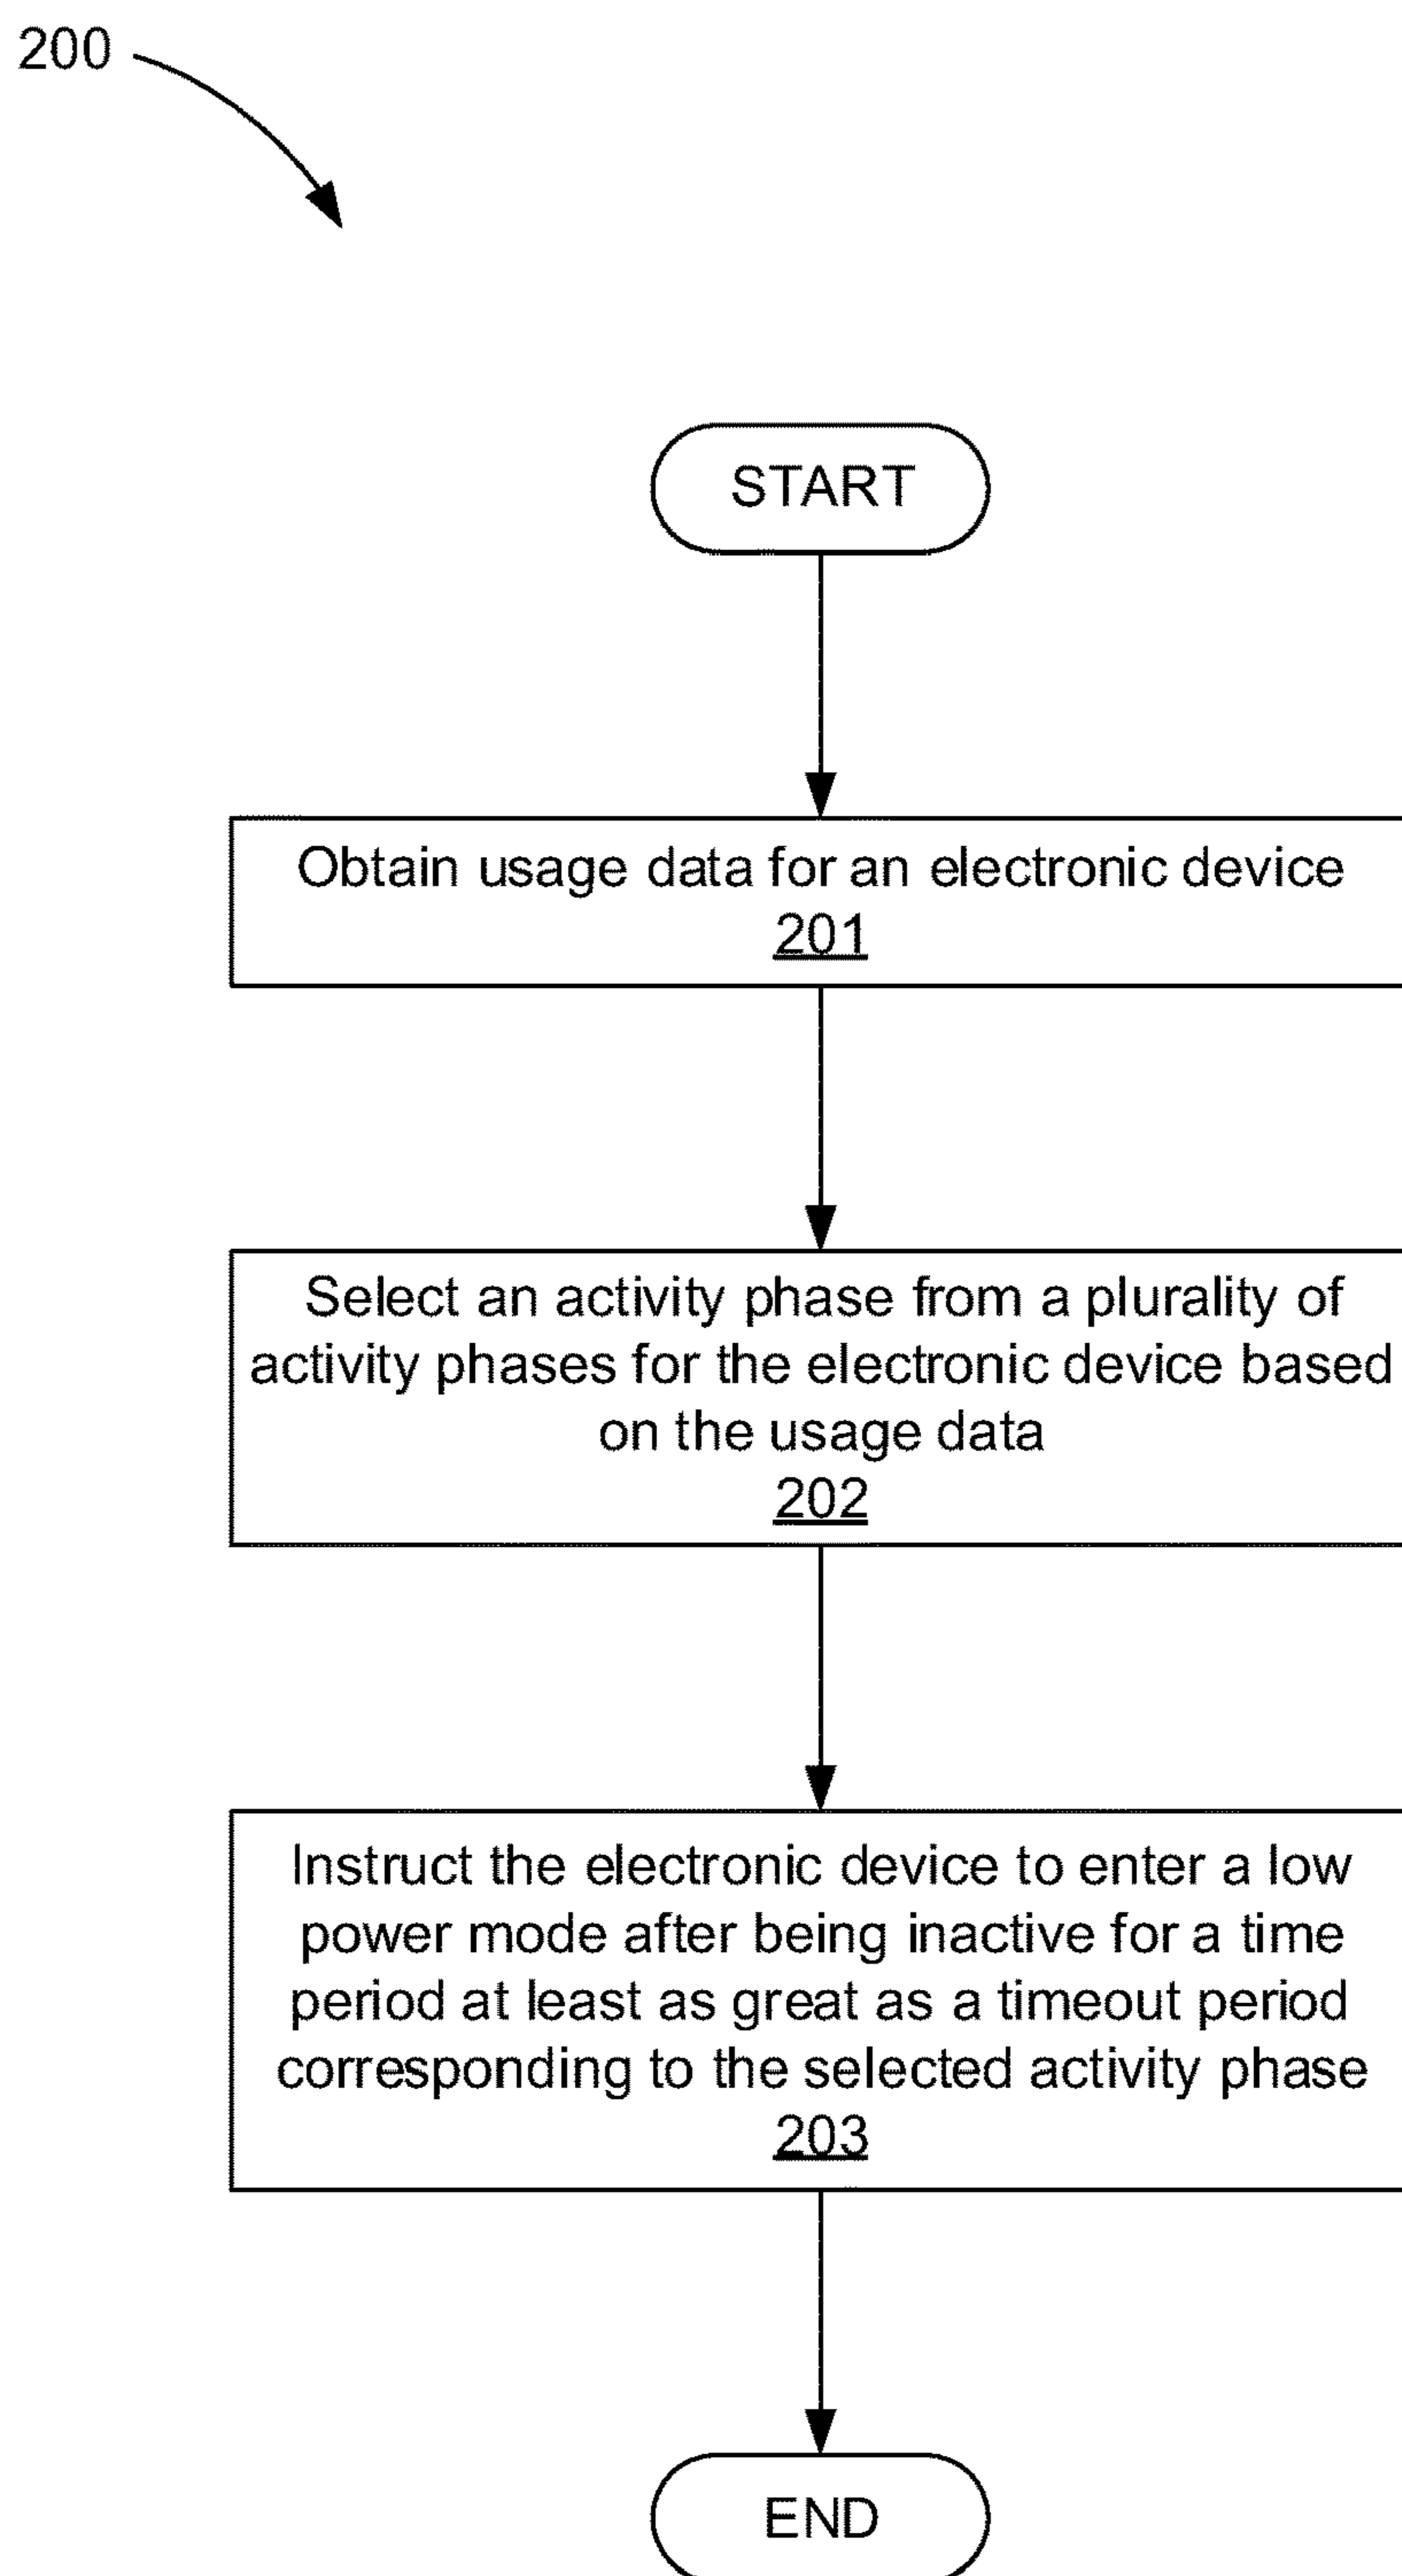 200
START
Obtain usage data for an electronic device
201
Select an activity phase from a plurality of
activity phases for the electronic device based
on the usage data
202
Instruct the electronic device to enter a low
power mode after being inactive for a time
period at least as great as a timeout period
corresponding to the selected activity phase
203
END